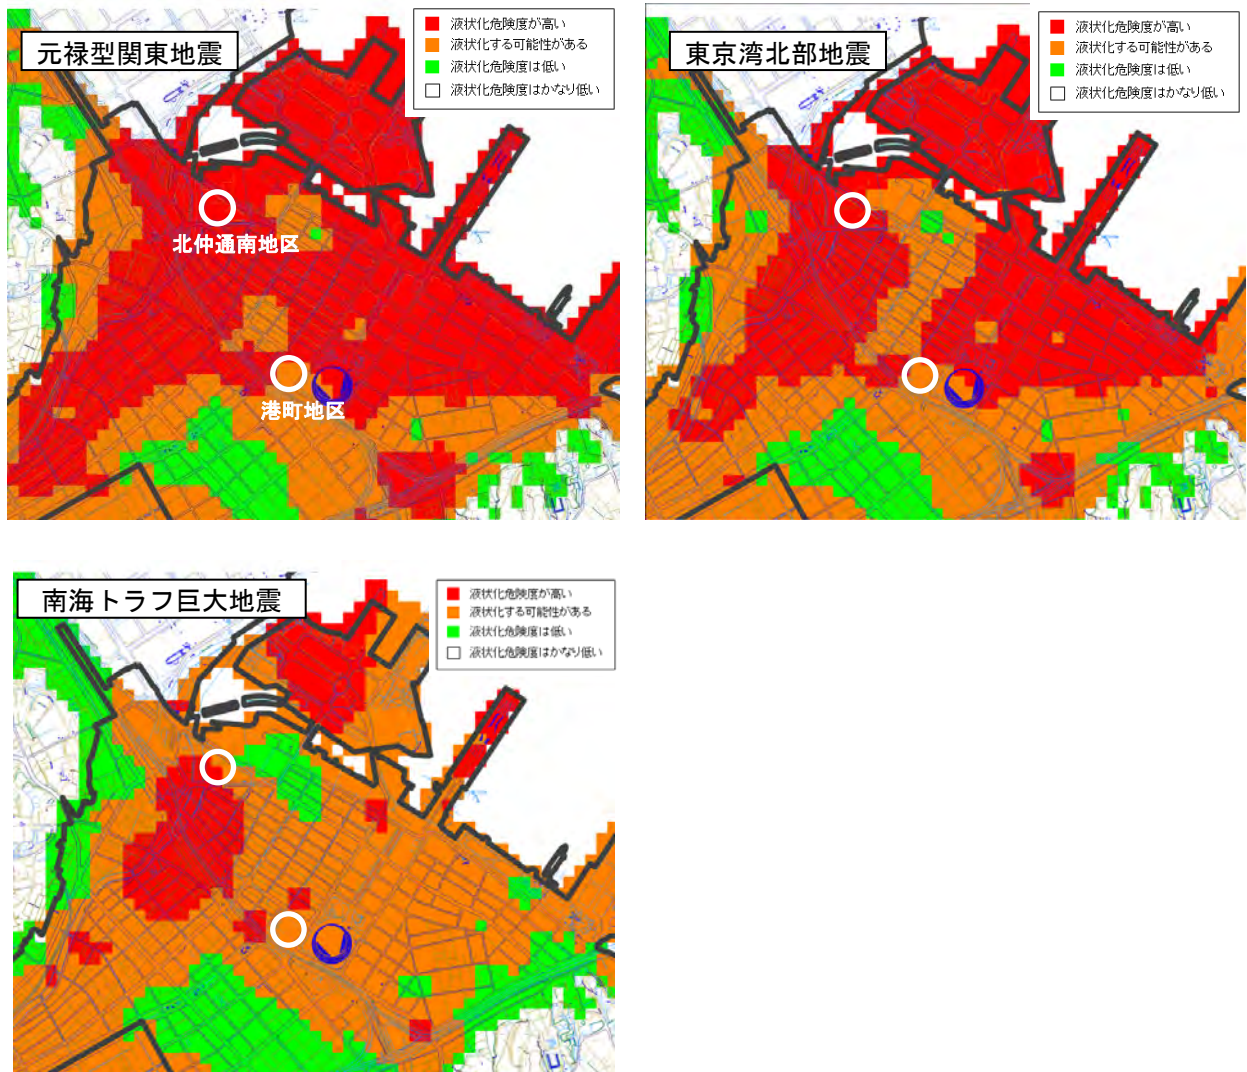 元禄型関東地震
液状化危険度が高い
液状化する可能性がある
液状化危険度は低い
液状化危険度はかなり低い
北仲通南地区
港町地区
東京湾北部地震
液状化危険度が高い
液状化する可能性がある
液状化危険度は低い
液状化危険度はかなり低い
南海トラフ巨大地震
液状化危険度が高い
液状化する可能性がある
液状化危険度は低い
液状化危険度はかなり低い